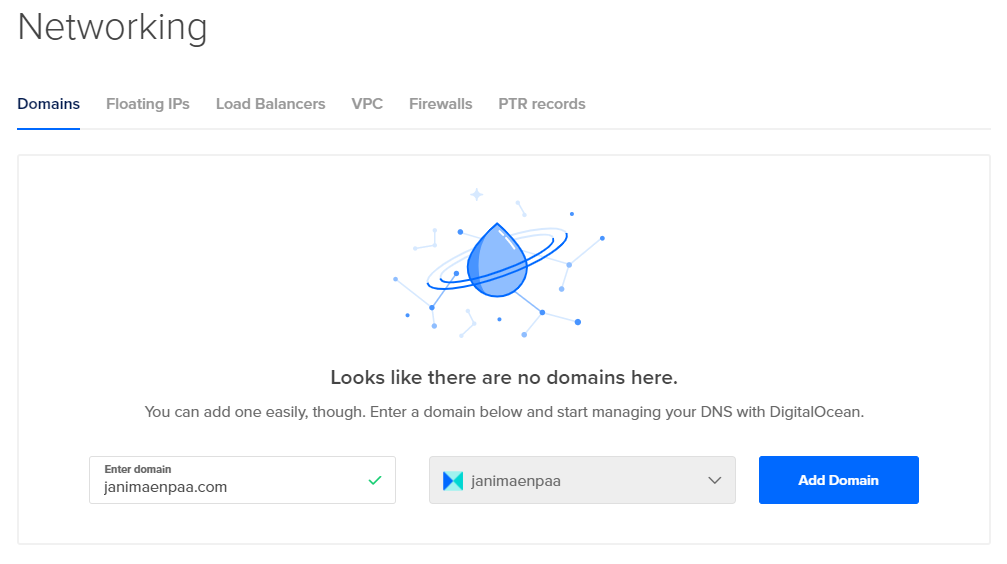 Networking
Domains Floating IPs Load Balancers VPC Firewalls PTR records
Looks like there are no domains here.
You can add one easily, though. Enter a domain below and start managing your DNS with DigitalOcean.
Enter domain
janimaenpaa.com
janimaenpaa
Add Domain